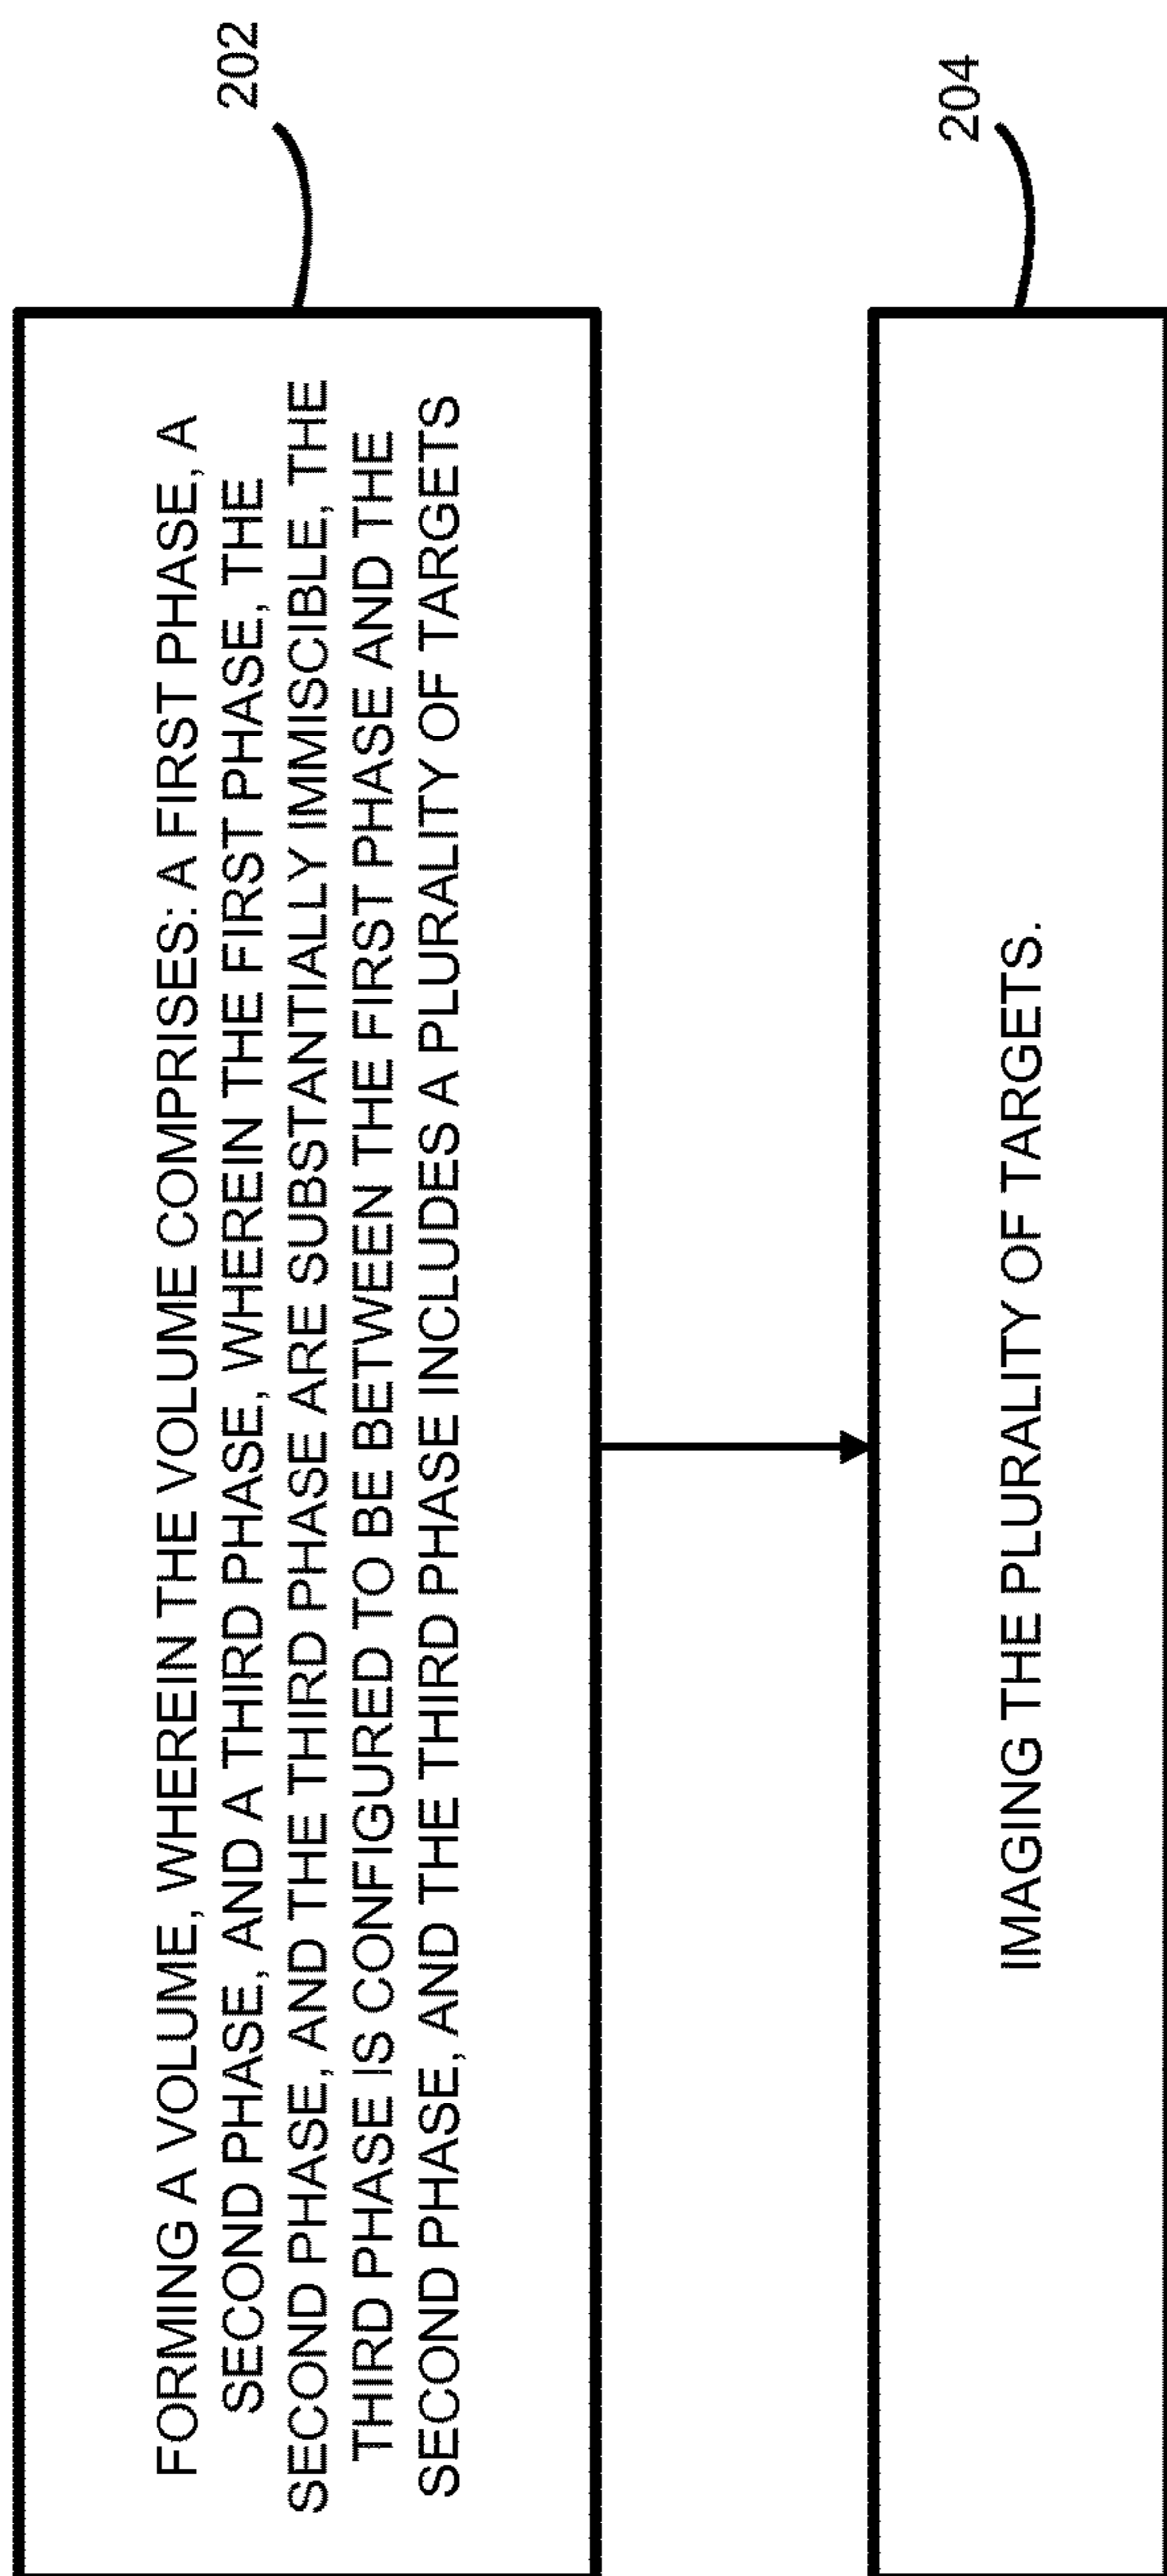 202
FORMING A VOLUME, WHEREIN THE VOLUME COMPRISES: A FIRST PHASE, A
SECOND PHASE, AND A THIRD PHASE, WHEREIN THE FIRST PHASE, THE
SECOND PHASE, AND THE THIRD PHASE ARE SUBSTANTIALLY IMMISCIBLE, THE
THIRD PHASE IS CONFIGURED TO BE BETWEEN THE FIRST PHASE AND THE
SECOND PHASE, AND THE THIRD PHASE INCLUDES A PLURALITY OF TARGETS
204
IMAGING THE PLURALITY OF TARGETS.